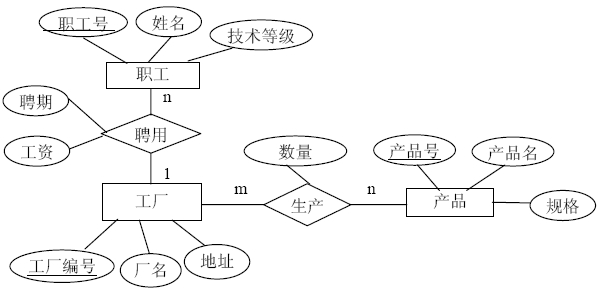 职工号
姓名
技术等级
职工
n
聘期
聘用
工资
1
数量
产品号
产品名
工厂
m
生产
n
产品
规格
工厂编号
厂名
地址